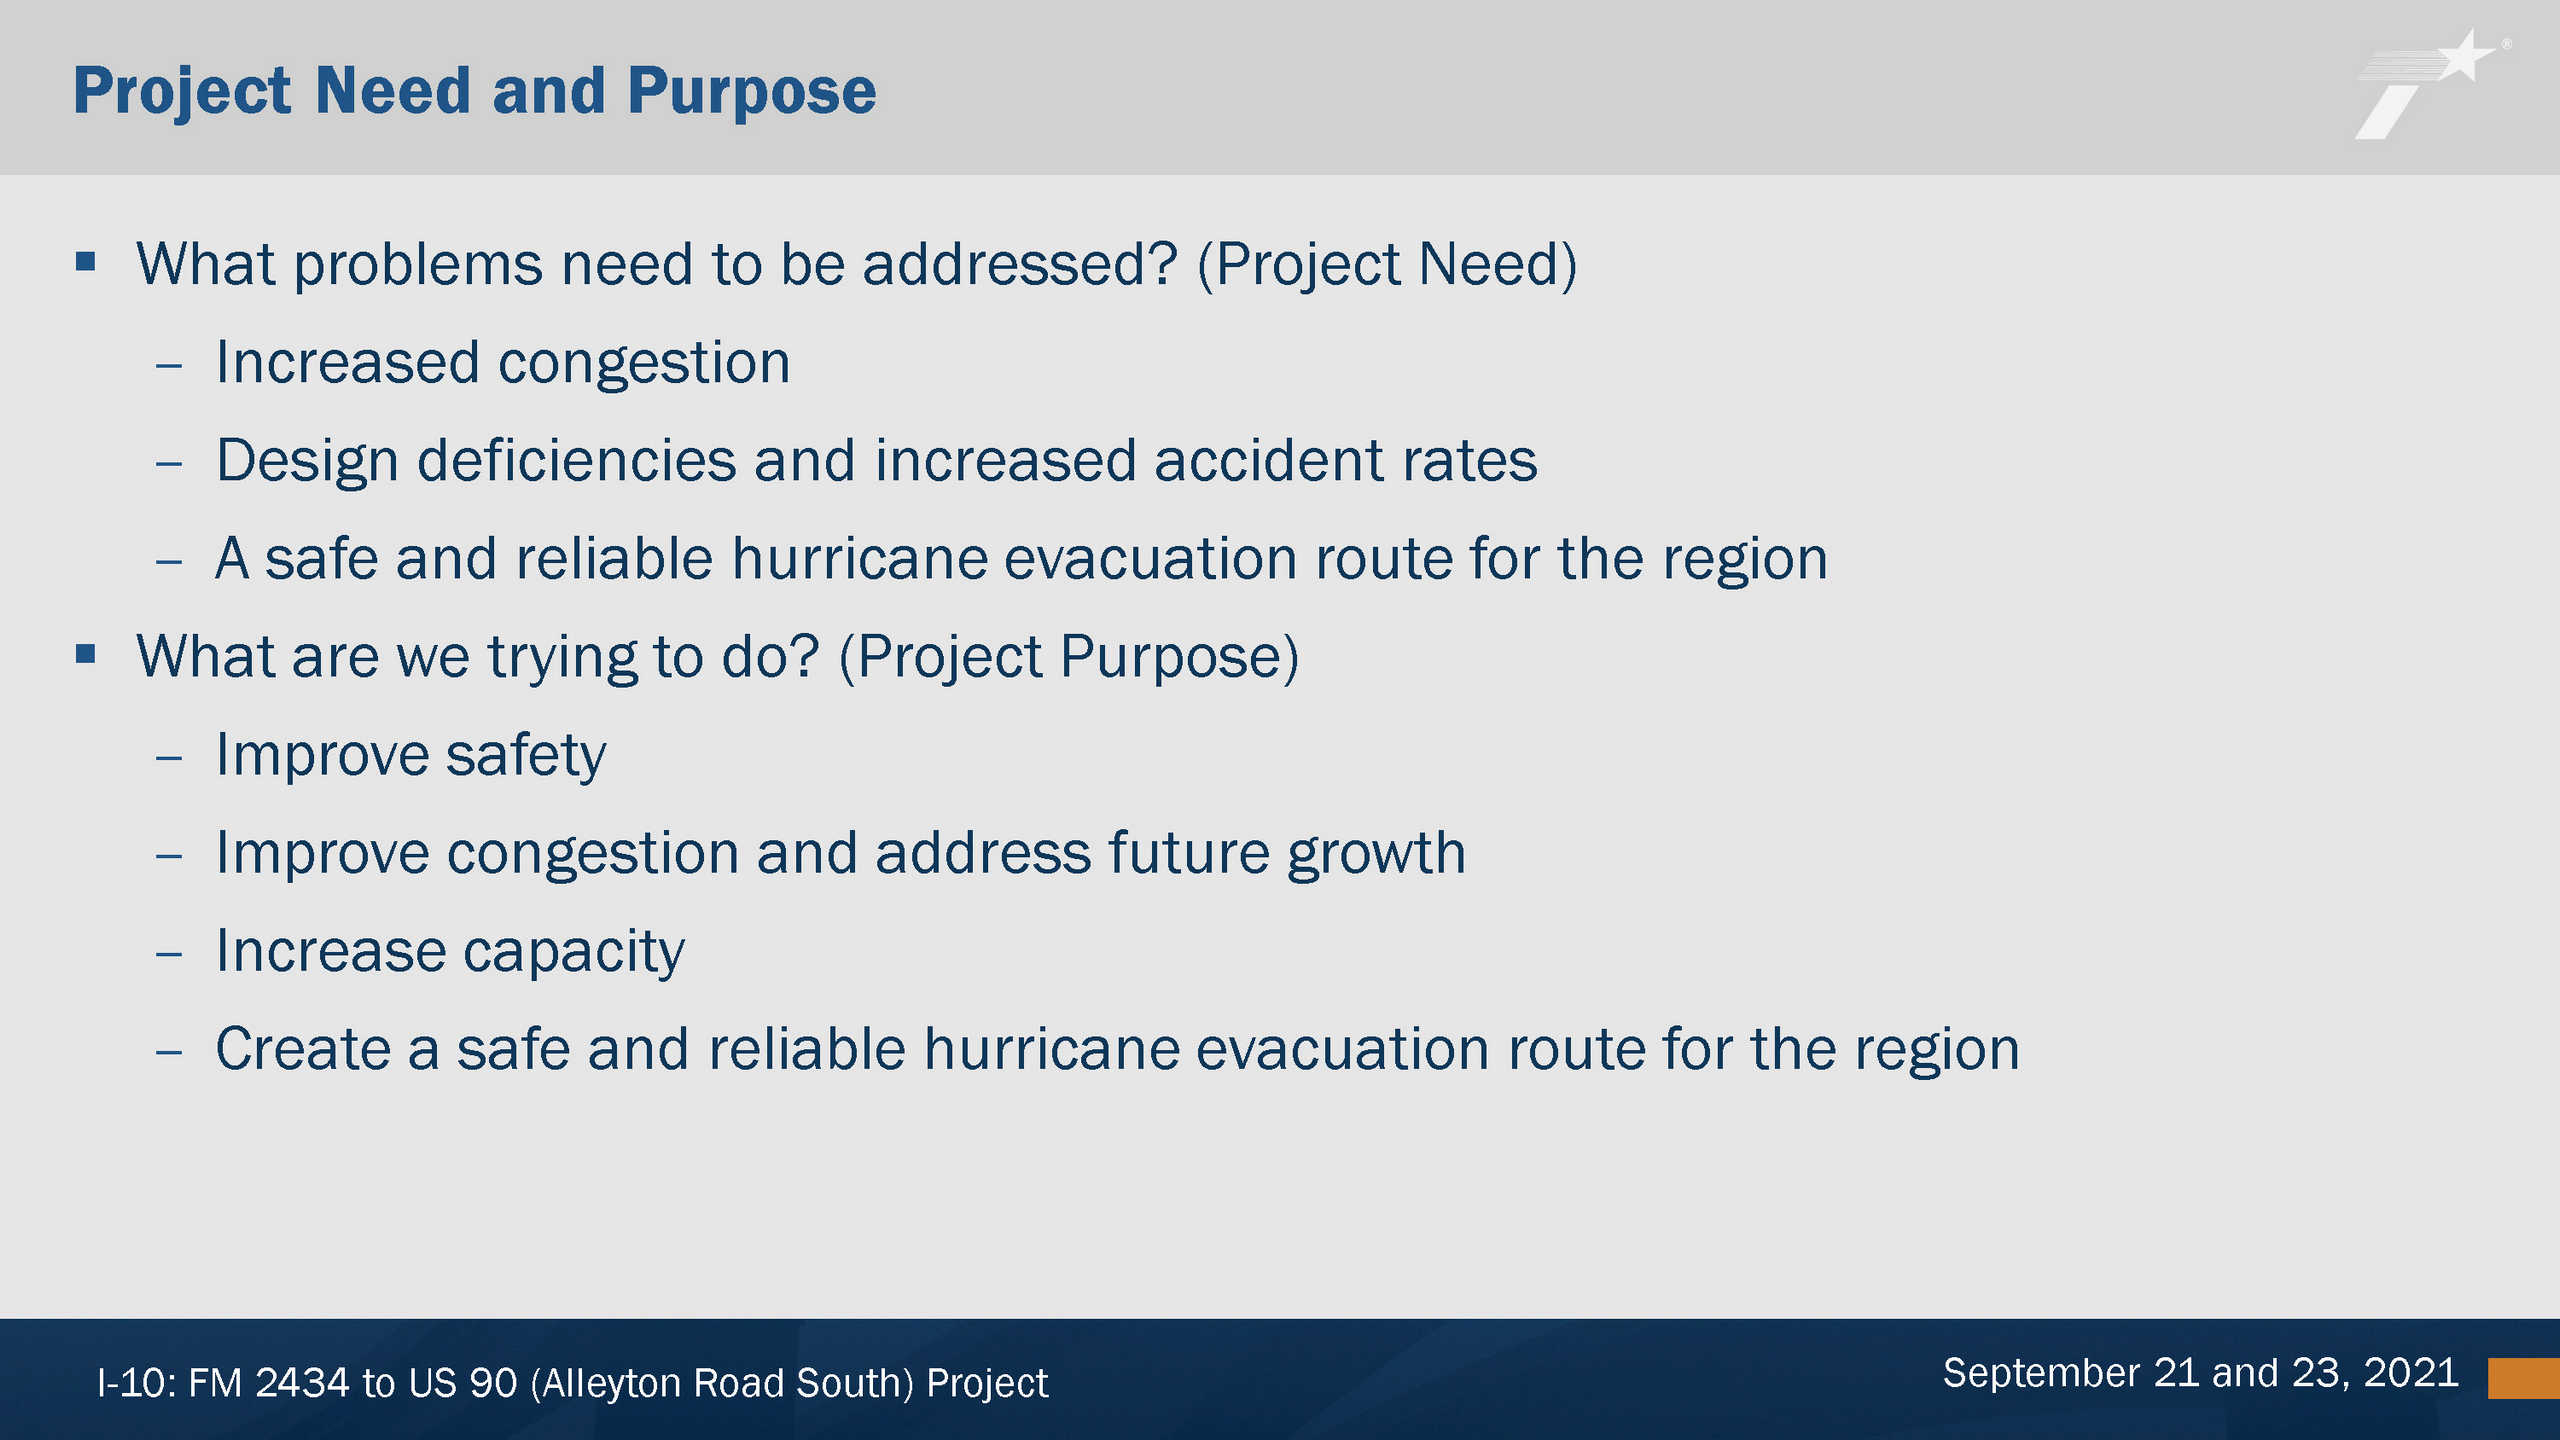 Project Need and Purpose
®
▪ What problems need to be addressed? (Project Need)
– Increased congestion
– Design deficiencies and increased accident rates
– A safe and reliable hurricane evacuation route for the region
▪ What are we trying to do? (Project Purpose)
– Improve safety
– Improve congestion and address future growth
– Increase capacity
– Create a safe and reliable hurricane evacuation route for the region
I-10: FM 2434 to US 90 (Alleyton Road South) Project
September 21 and 23, 2021